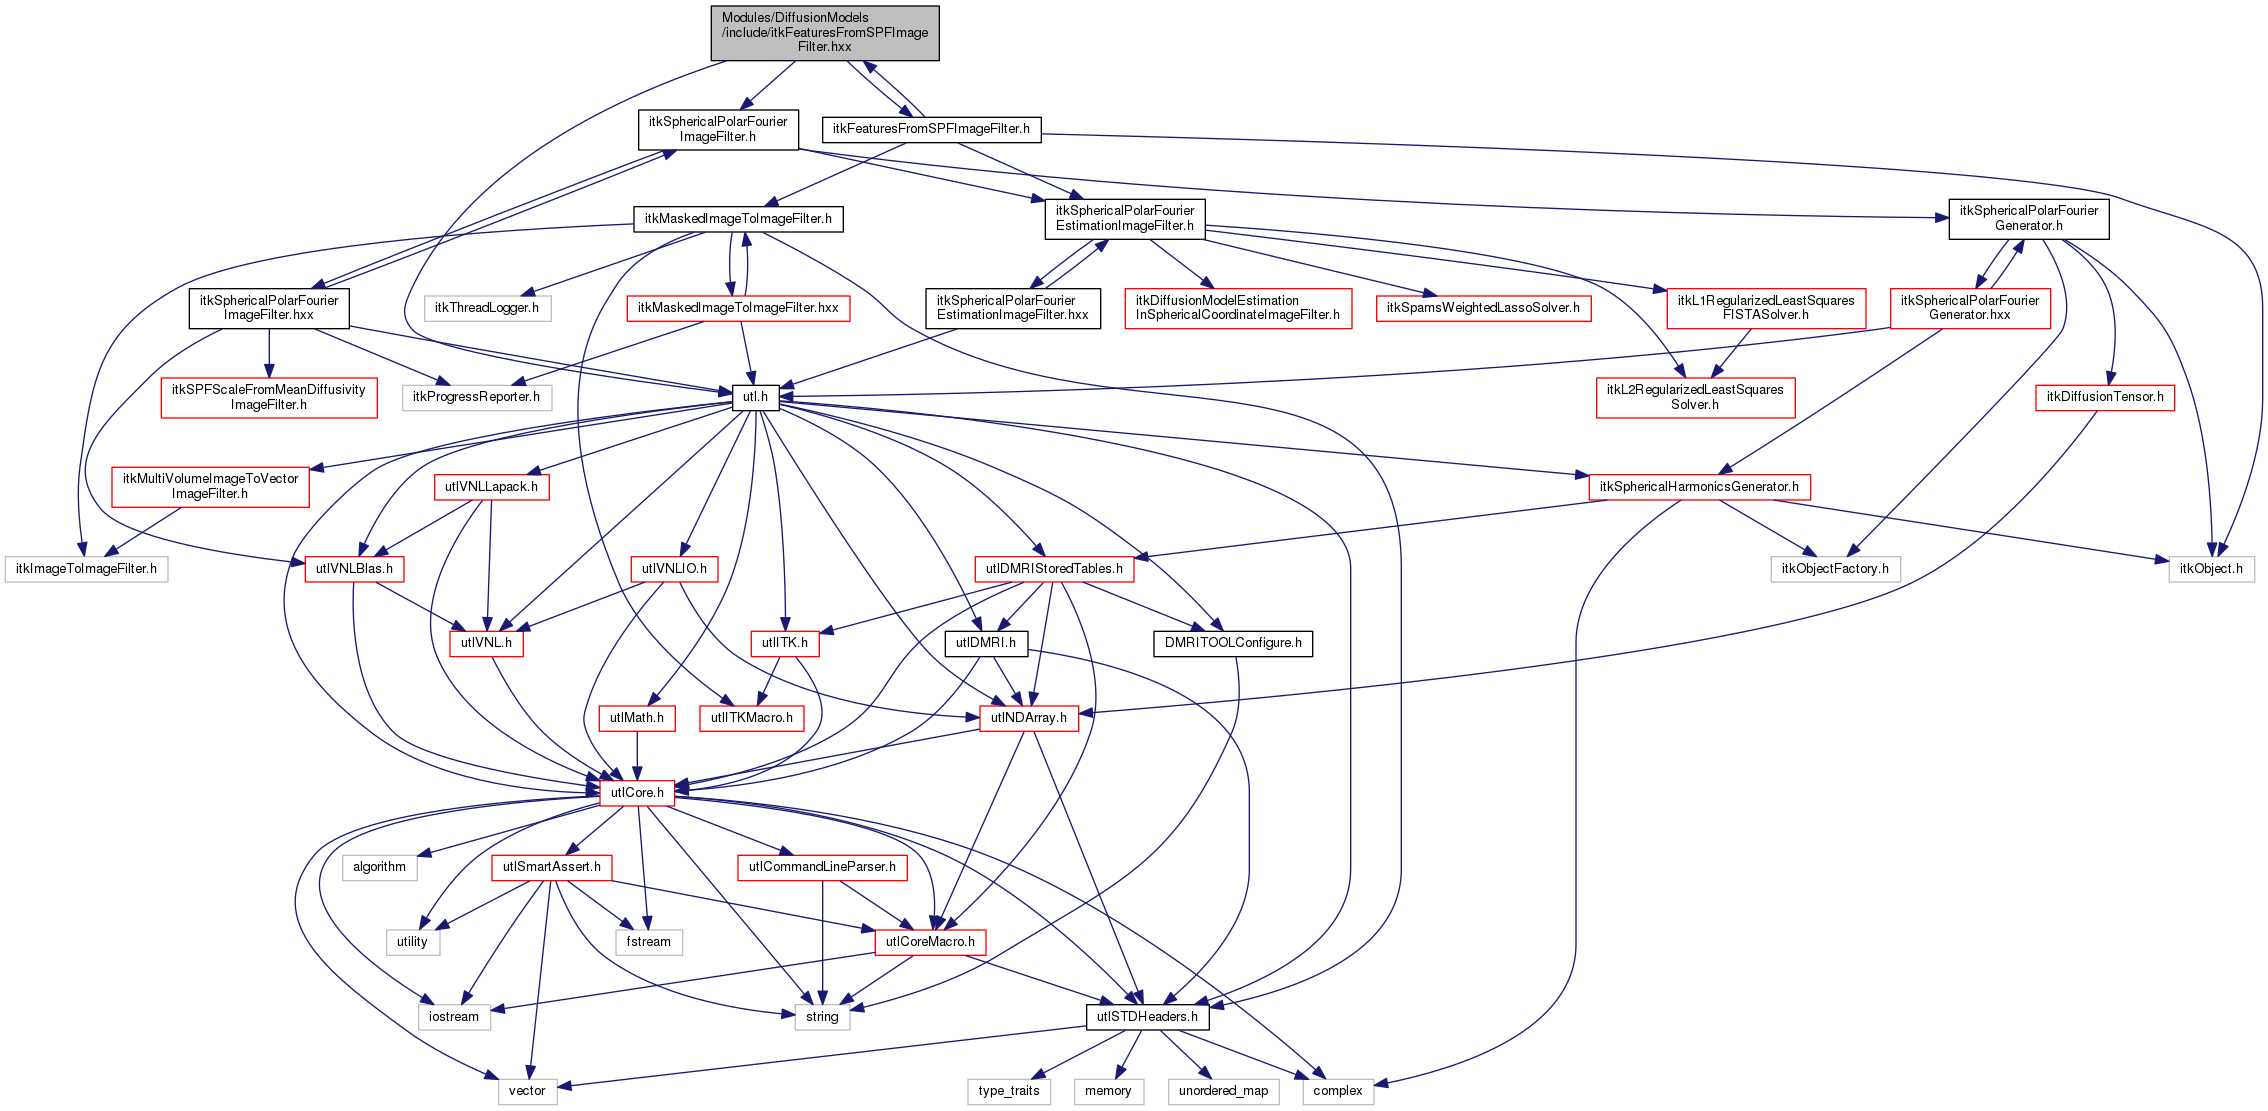 Modules/DiffusionModels
/include/itkFeaturesFromSPFImage
Filter.hxx
itkSphericalPolarFourier
ImageFilter.h
itkFeaturesFromSPFImageFilter.h
itkMaskedImageToImageFilter.h
itkSphericalPolarFourier
EstimationImageFilter.h
itkSphericalPolarFourier
Generator.h
itkSphericalPolarFourier
ImageFilter.hxx
itkThreadLogger.h
itkMaskedImageToImageFilter.hxx
itkSphericalPolarFourier
EstimationImageFilter.hxx
itkDiffusionModelEstimation
InSphericalCoordinateImageFilter.h
itkSpamsWeightedLassoSolver.h
itkL1RegularizedLeastSquares
FISTASolver.h
itkSphericalPolarFourier
Generator.hxx
itkSPFScaleFromMeanDiffusivity
ImageFilter.h
itkProgressReporter.h
utl.h
itkL2RegularizedLeastSquares
Solver.h
itkDiffusionTensor.h
itkMultiVolumeImageToVector
ImageFilter.h
utlVNLLapack.h
itkSphericalHarmonicsGenerator.h
itkImageToImageFilter.h
utlVNLBlas.h
utlVNLIO.h
utlDMRIStoredTables.h
itkObjectFactory.h
itkObject.h
utlVNL.h
utlITK.h
utlDMRI.h
DMRITOOLConfigure.h
utlMath.h
utlITKMacro.h
utlNDArray.h
utlCore.h
algorithm
utlSmartAssert.h
utlCommandLineParser.h
utility
fstream
utlCoreMacro.h
iostream
string
utlSTDHeaders.h
vector
type_traits
memory
unordered_map
complex